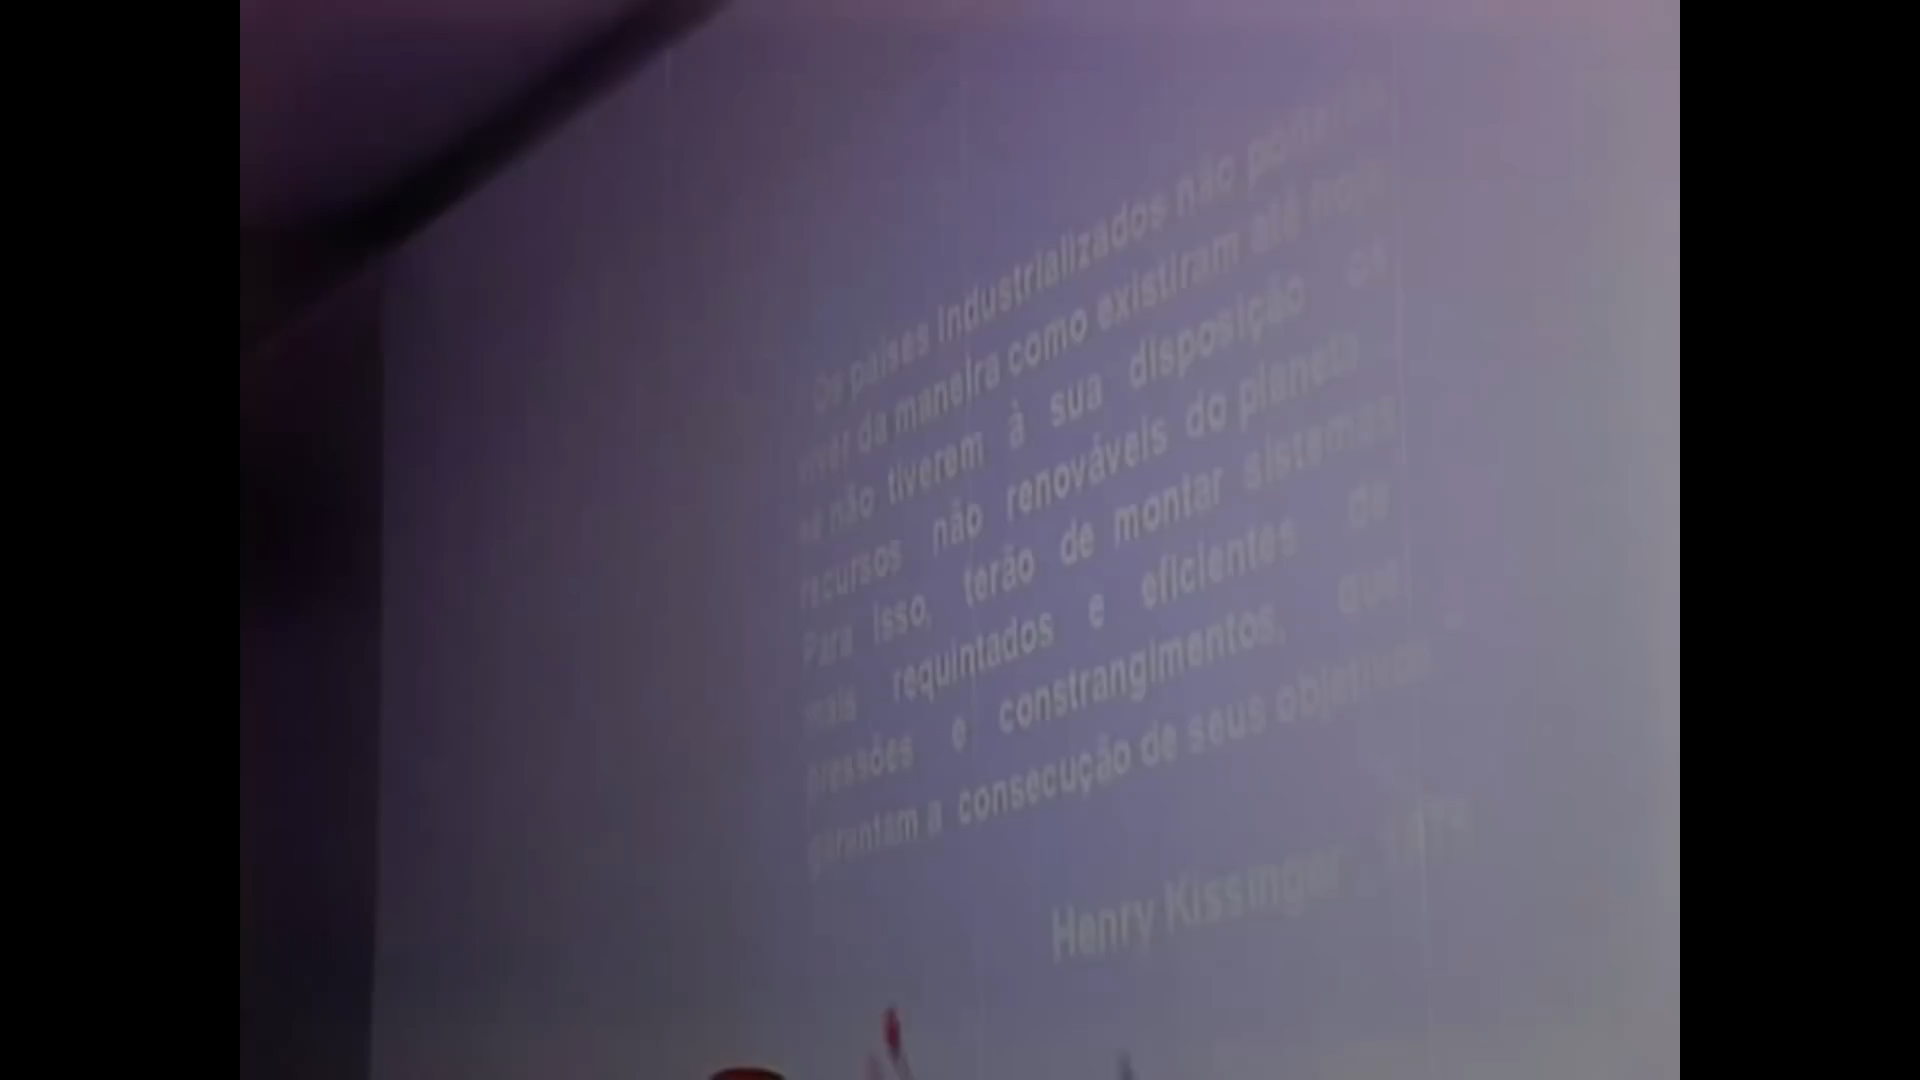 Os países industrializados não poderão
viver da maneira como existiram até hoje
se não tiverem à sua disposição os
recursos não renováveis do planeta
Para isso, terão de montar sistemas
mais requintados e eficientes de
pressões e constrangimentos, que
garantam a consecução de seus objetivos
Henry Kissinger